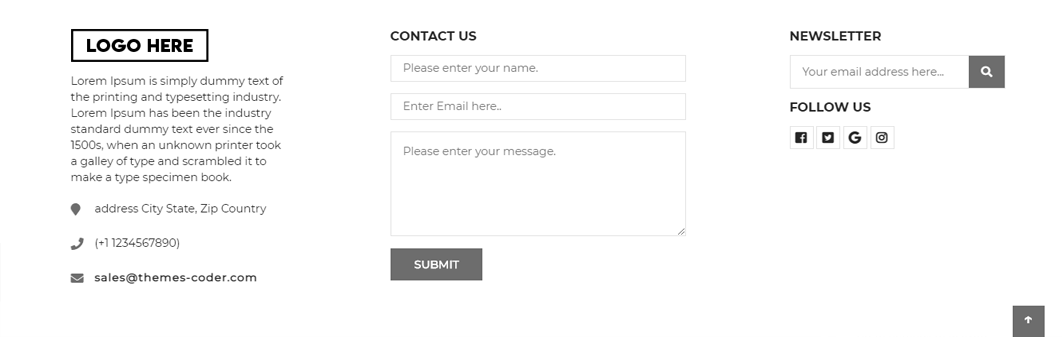 LOGO HERE
Lorem Ipsum is simply dummy text of
the printing and typesetting industry.
Lorem Ipsum has been the industry
standard dummy text ever since the
1500s, when an unknown printer took
a galley of type and scrambled it to
make a type specimen book.
address City State, Zip Country
(+1 1234567890)
sales@themes-coder.com
CONTACT US
Please enter your name.
Enter Email here..
Please enter your message.
SUBMIT
NEWSLETTER
Your email address here...
FOLLOW US